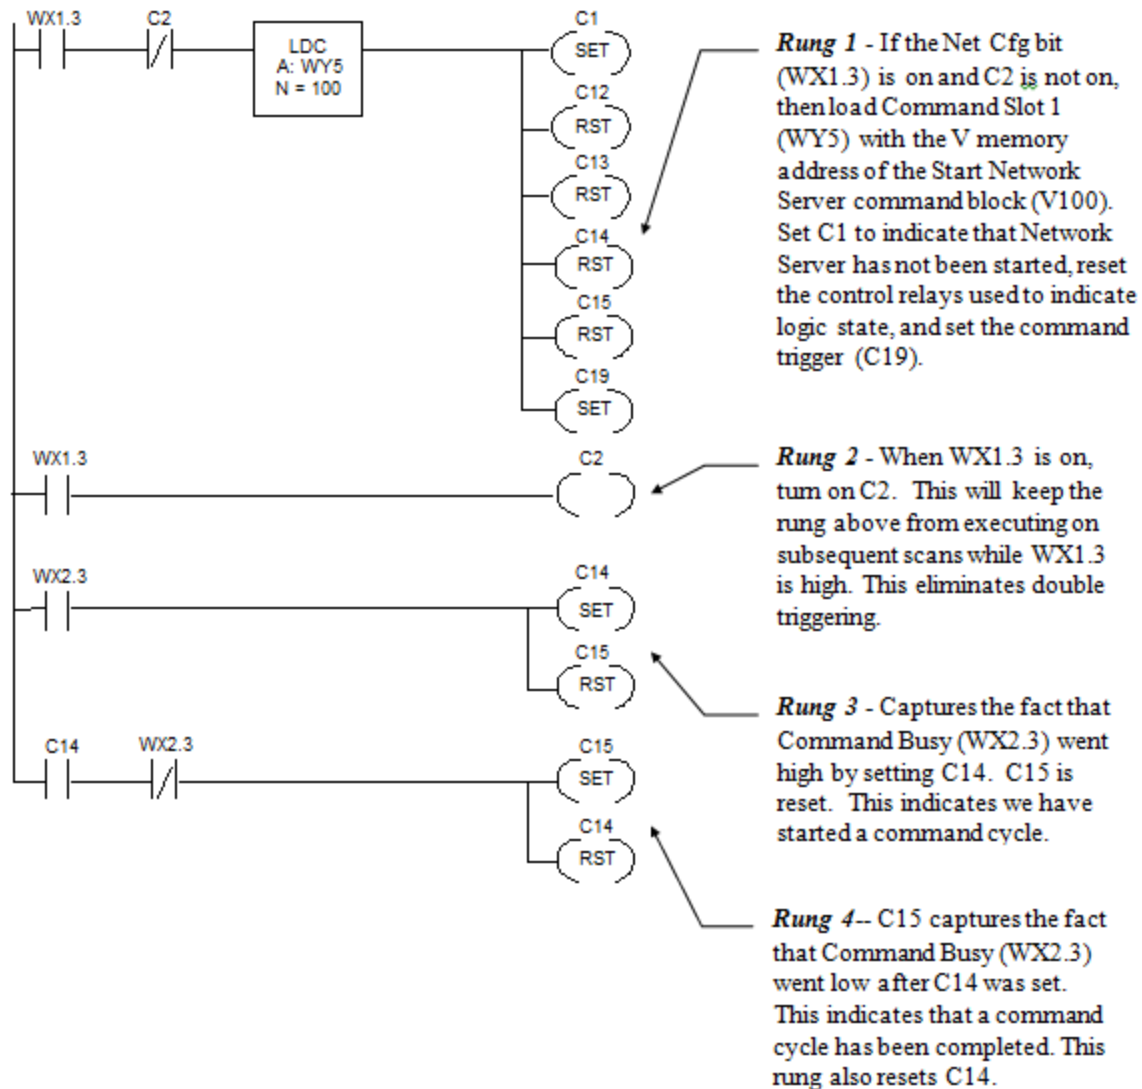 WX1.3
C2
LDC
A: WY5
N = 100
C1
SET
C12
RST
C13
RST
C14
RST
C15
RST
C19
SET
Rung 1 - If the Net Cfg bit
(WX1.3) is on and C2 is not on,
then load Command Slot 1
(WY5) with the V memory
address of the Start Network
Server command block (V100).
Set C1 to indicate that Network
Server has not been started, reset
the control relays used to indicate
logic state, and set the command
trigger (C19).
WX1.3
C2
Rung 2 - When WX1.3 is on,
turn on C2. This will keep the
rung above from executing on
subsequent scans while WX1.3
is high. This eliminates double
triggering.
WX2.3
C14
SET
C15
RST
Rung 3 - Captures the fact that
Command Busy (WX2.3) went
high by setting C14. C15 is
reset. This indicates we have
started a command cycle.
C14
WX2.3
C15
SET
C14
RST
Rung 4-- C15 captures the fact
that Command Busy (WX2.3)
went low after C14 was set.
This indicates that a command
cycle has been completed. This
rung also resets C14.